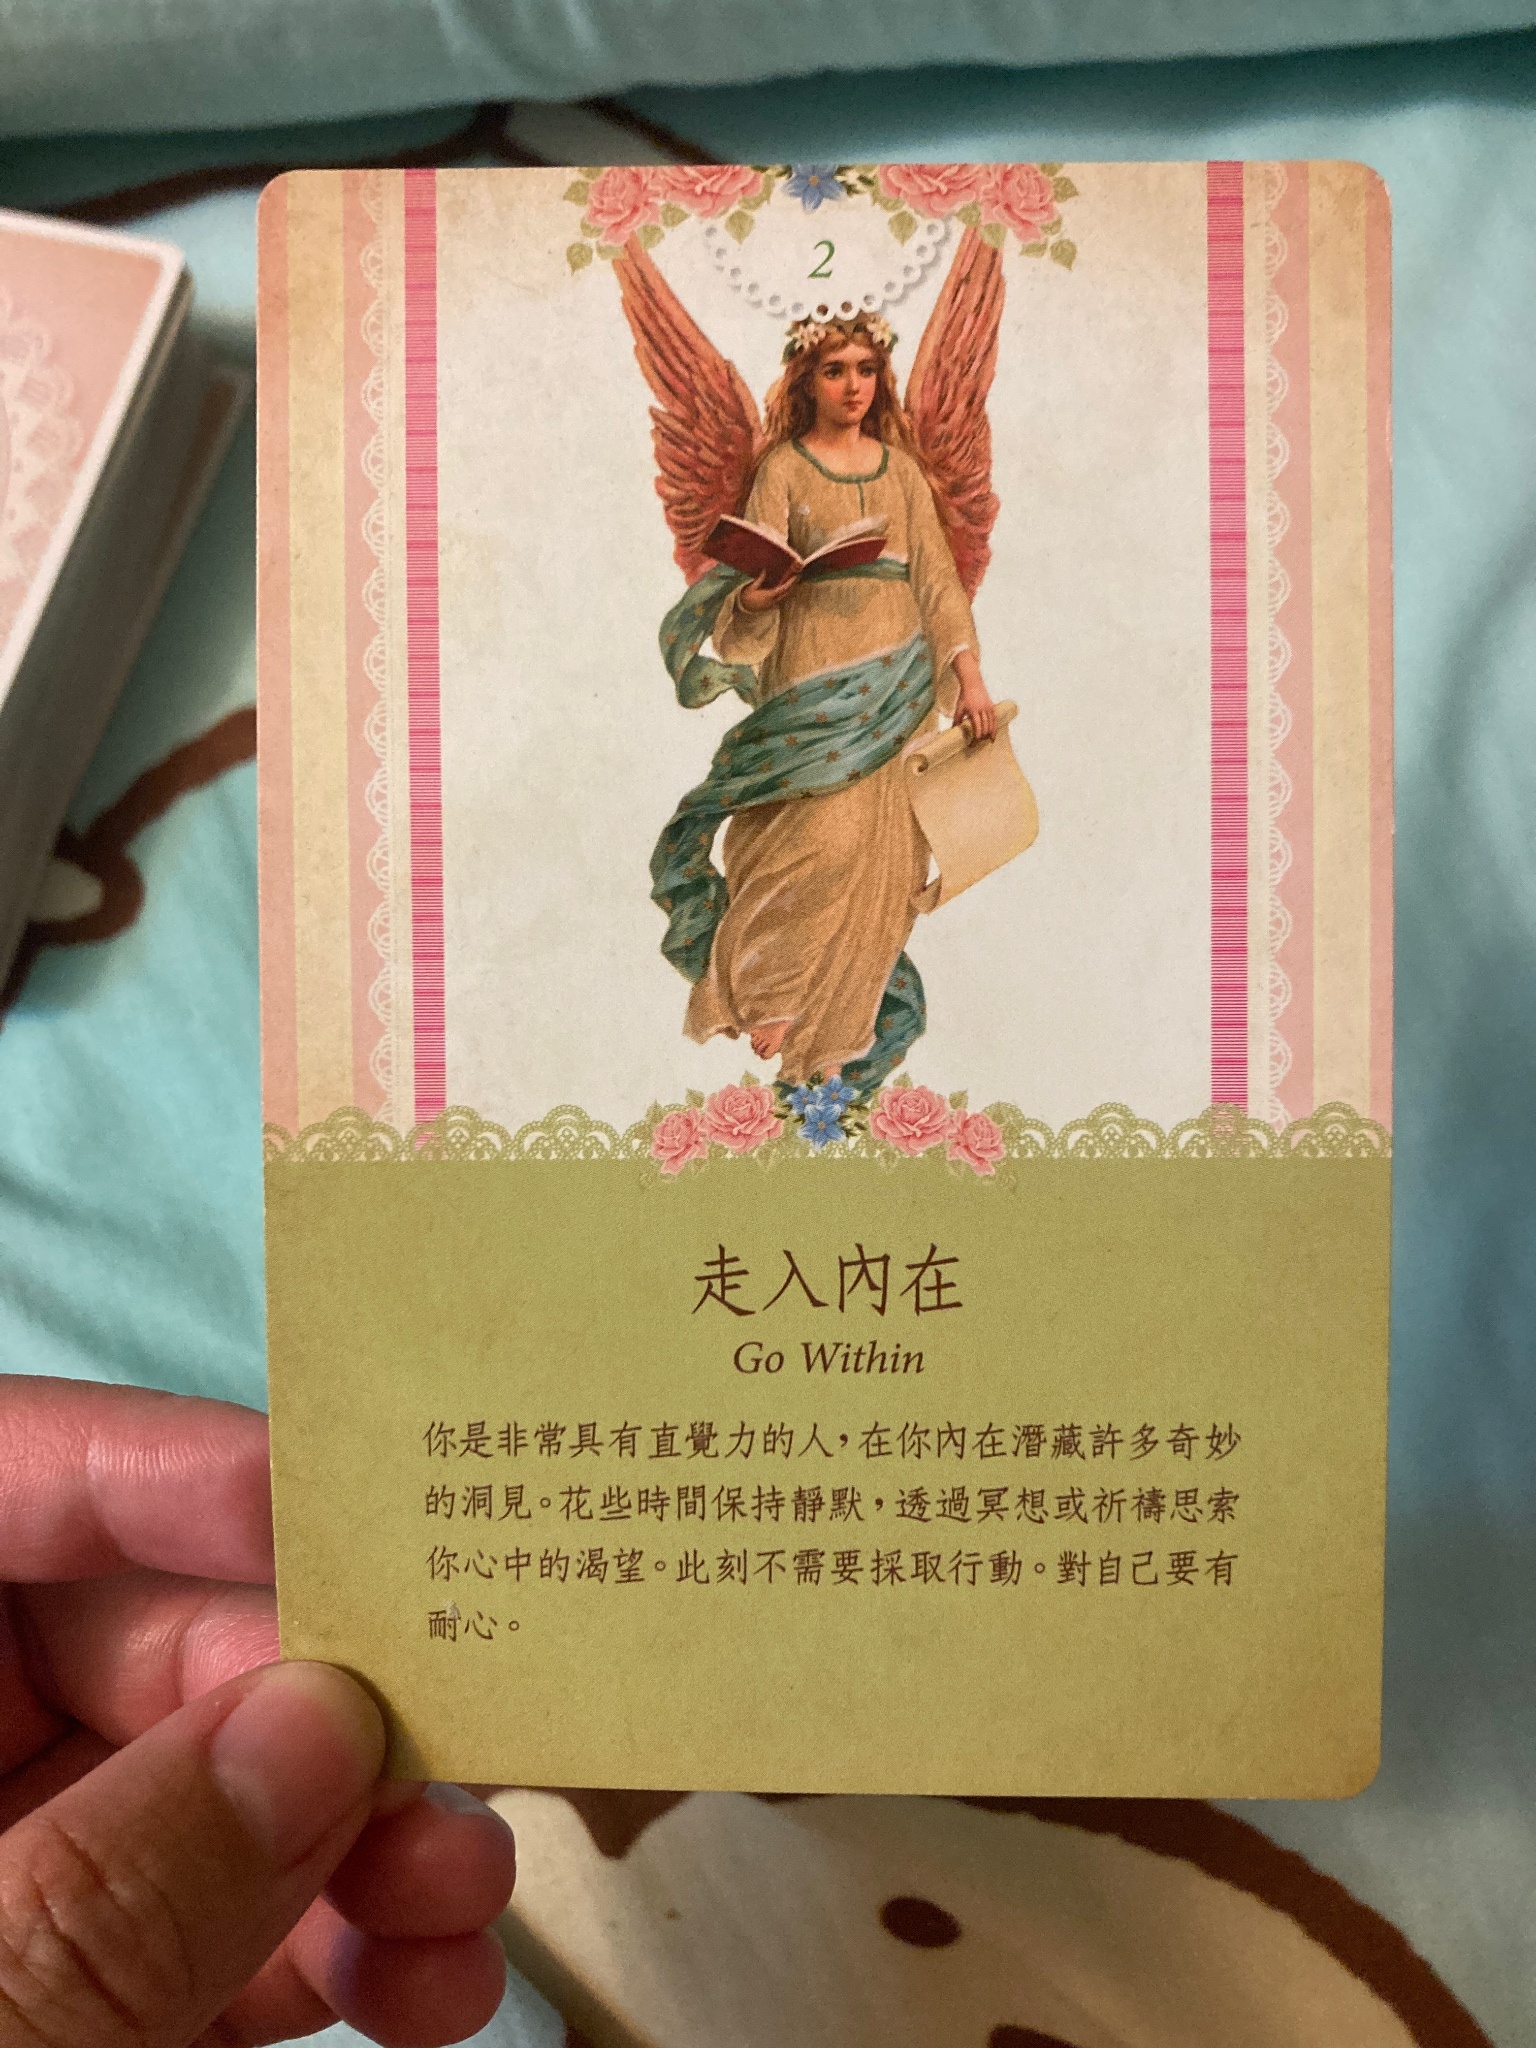 2
走入內在
Go Within
你是非常具有直覺力的人，在你內在潛藏許多奇妙
的洞見。花些時間保持靜默，透過冥想或祈禱思索
你心中的渴望。此刻不需要採取行動。對自己要有
耐心。